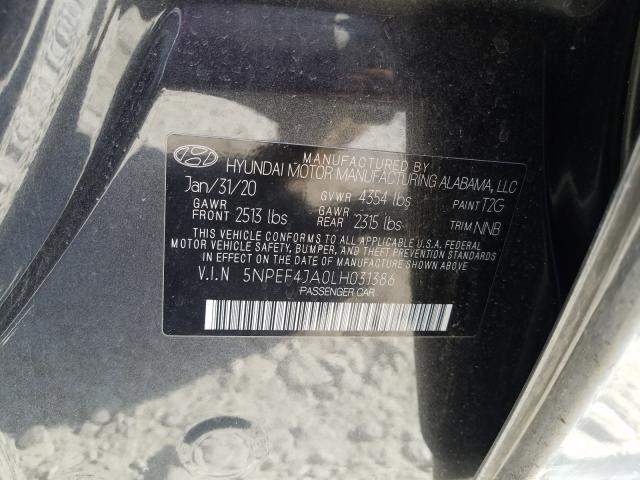 MANUFACTURED BY
HYUNDAI MOTOR MANUFACTURING ALABAMA, LLC
Jan/31/20 GVWR 4354 lbs PAINT T2G
GAWR FRONT 2513 lbs GAWR REAR 2315 lbs TRIM NNB
THIS VEHICLE CONFORMS TO ALL APPLICABLE U.S.A. FEDERAL
MOTOR VEHICLE SAFETY, BUMPER, AND THEFT PREVENTION STANDARDS
IN EFFECT ON THE DATE OF MANUFACTURE SHOWN ABOVE.
V.I.N 5NPEF4JA0LH031386
PASSENGER CAR